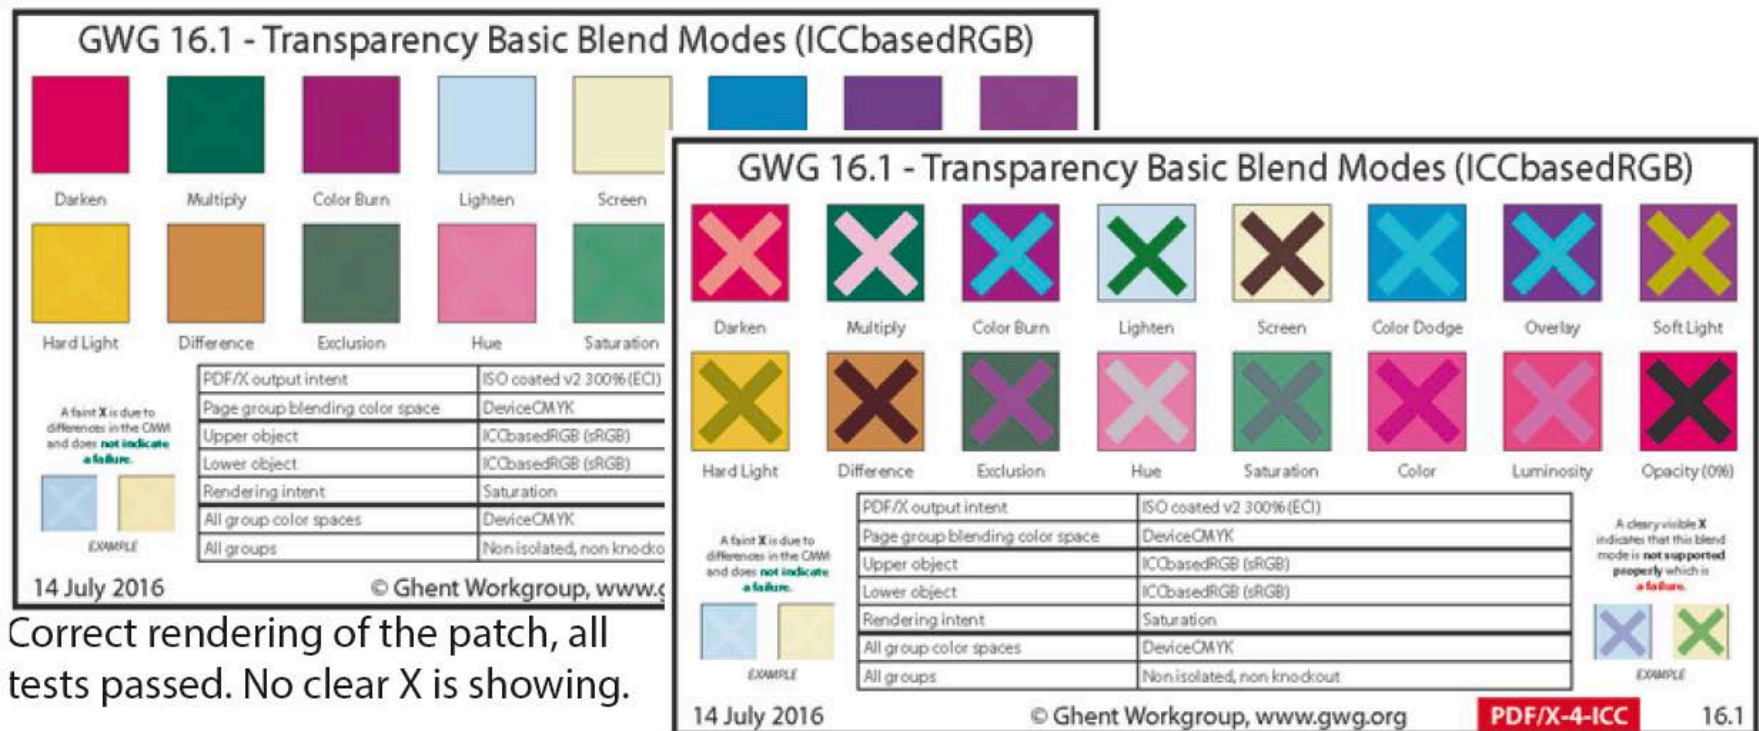 GWG 16.1 - Transparency Basic Blend Modes (ICCbasedRGB)
Darken Multiply Color Burn Lighten Screen
Hard Light Difference Exclusion Hue Saturation
A faint X is due to
differences in the CMM
and does not indicate
a failure.
EXAMPLE
PDF/X output intent ISO coated v2 300% (ECI)
Page group blending color space DeviceCMYK
Upper object ICCbasedRGB (sRGB)
Lower object ICCbasedRGB (sRGB)
Rendering intent Saturation
All group color spaces DeviceCMYK
All groups Non isolated, non knocko
14 July 2016 © Ghent Workgroup, www.g
Correct rendering of the patch, all
tests passed. No clear X is showing.
GWG 16.1 - Transparency Basic Blend Modes (ICCbasedRGB)
Darken Multiply Color Burn Lighten Screen Color Dodge Overlay Soft Light
Hard Light Difference Exclusion Hue Saturation Color Luminosity Opacity (0%)
A faint X is due to
differences in the CMM
and does not indicate
a failure.
EXAMPLE
PDF/X output intent ISO coated v2 300% (ECI)
Page group blending color space DeviceCMYK
Upper object ICCbasedRGB (sRGB)
Lower object ICCbasedRGB (sRGB)
Rendering intent Saturation
All group color spaces DeviceCMYK
All groups Non isolated, non knockout
A cleary visible X
indicates that this blend
mode is not supported
properly which is
a failure.
EXAMPLE
14 July 2016 © Ghent Workgroup, www.gwg.org PDF/X-4-ICC 16.1